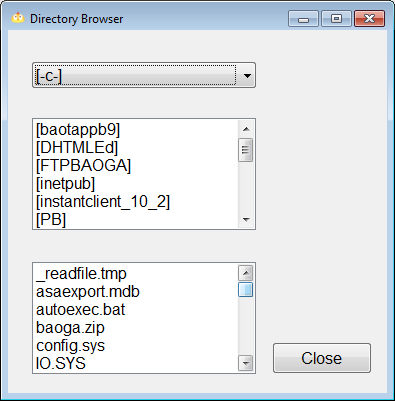 Directory Browser
[-c-]
[baotappb9]
[DHTMLEd]
[FTPBAOGA]
[inetpub]
[instantclient_10_2]
[PB]
_readfile.tmp
asaexport.mdb
autoexec.bat
baoga.zip
config.sys
IO.SYS
Close